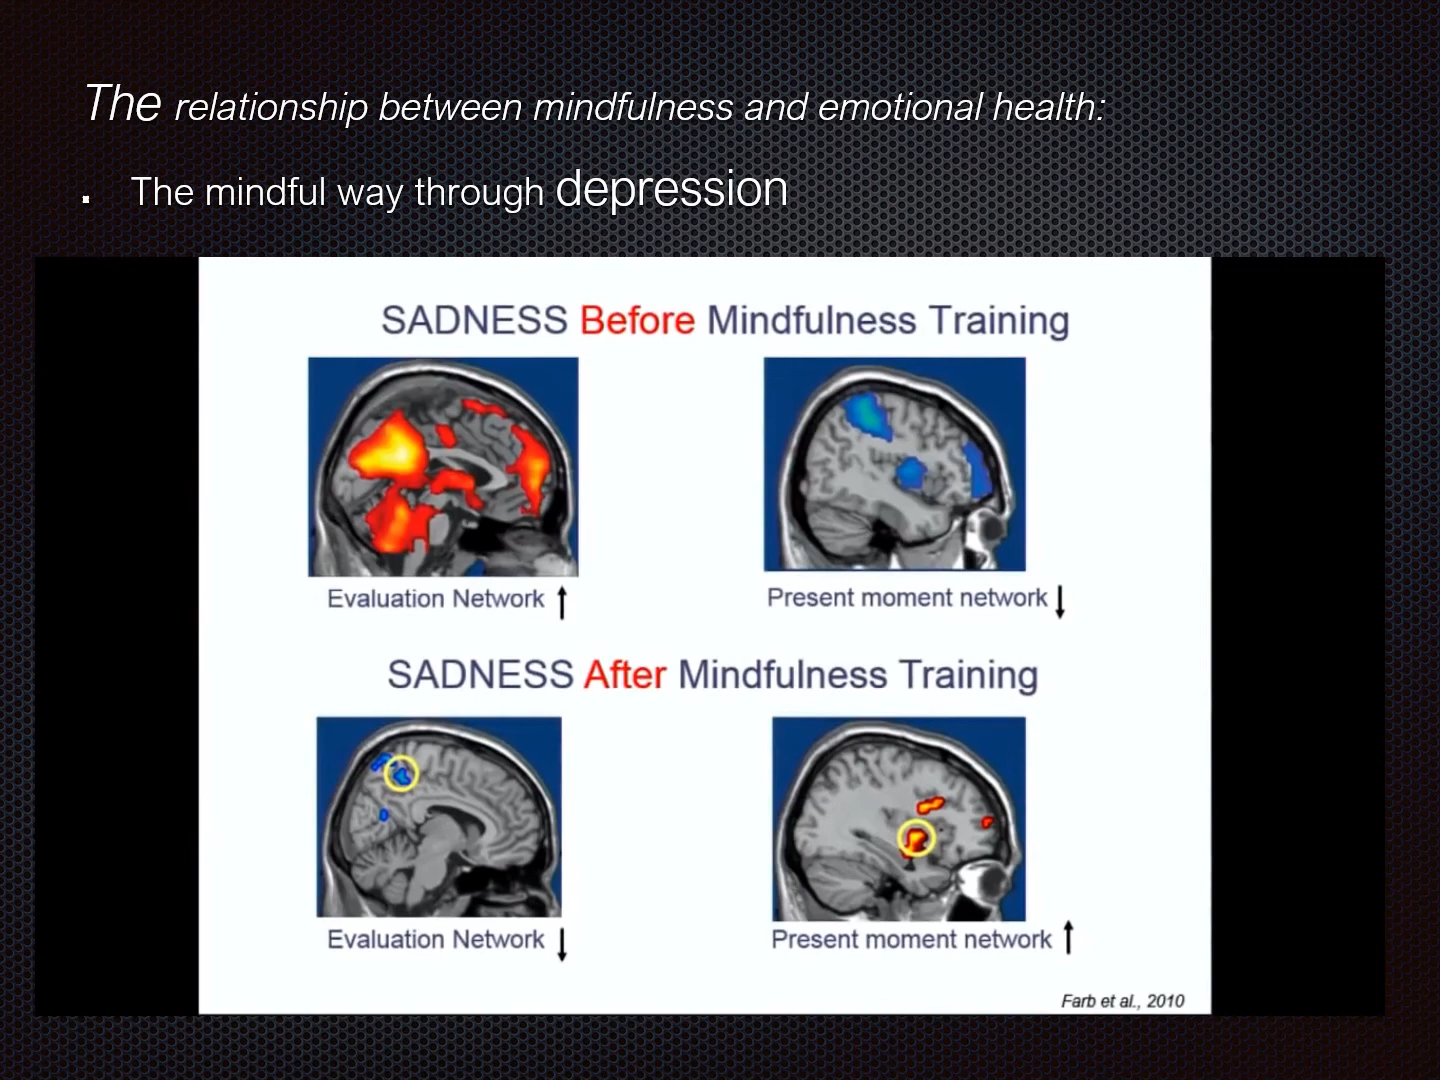 The relationship between mindfulness and emotional health:
▪ The mindful way through depression
SADNESS Before Mindfulness Training
Evaluation Network ↑
Present moment network ↓
SADNESS After Mindfulness Training
Evaluation Network ↓
Present moment network ↑
Farb et al., 2010